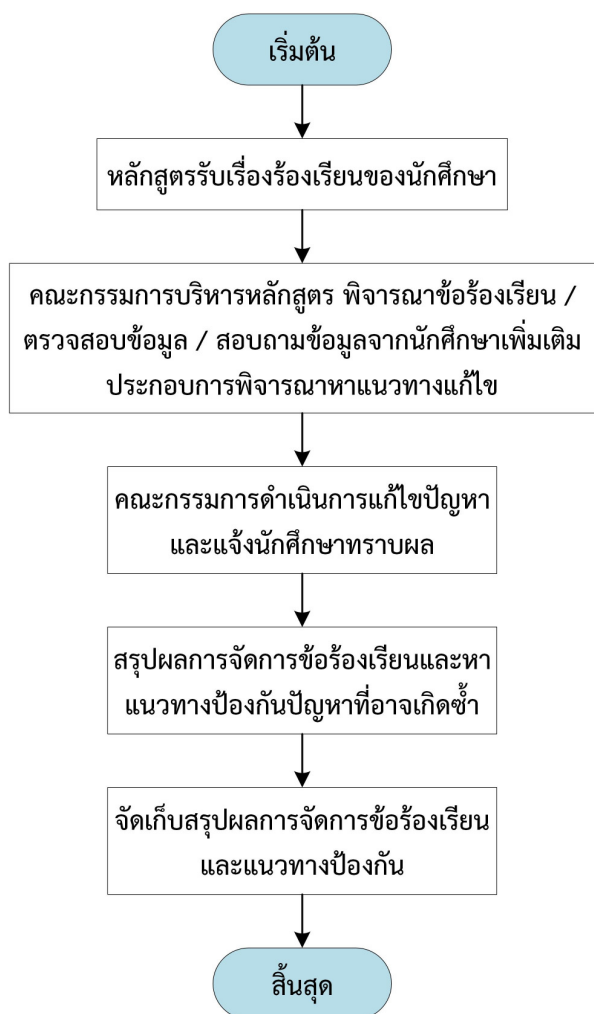 เริ่มต้น
หลักสูตรรับเรื่องร้องเรียนของนักศึกษา
คณะกรรมการบริหารหลักสูตร พิจารณาข้อร้องเรียน /
ตรวจสอบข้อมูล / สอบถามข้อมูลจากนักศึกษาเพิ่มเติม
ประกอบการพิจารณาหาแนวทางแก้ไข
คณะกรรมการดำเนินการแก้ไขปัญหา
และแจ้งนักศึกษาทราบผล
สรุปผลการจัดการข้อร้องเรียนและหา
แนวทางป้องกันปัญหาที่อาจเกิดซ้ำ
จัดเก็บสรุปผลการจัดการข้อร้องเรียน
และแนวทางป้องกัน
สิ้นสุด